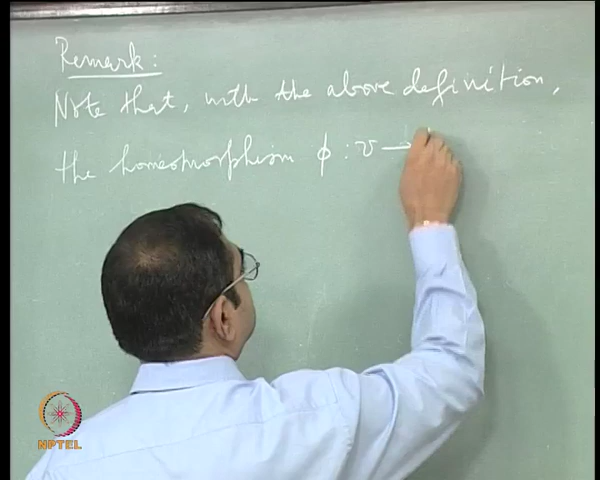 Remark:
Note that, with the above definition,
the homeomorphism φ : U →
NPTEL